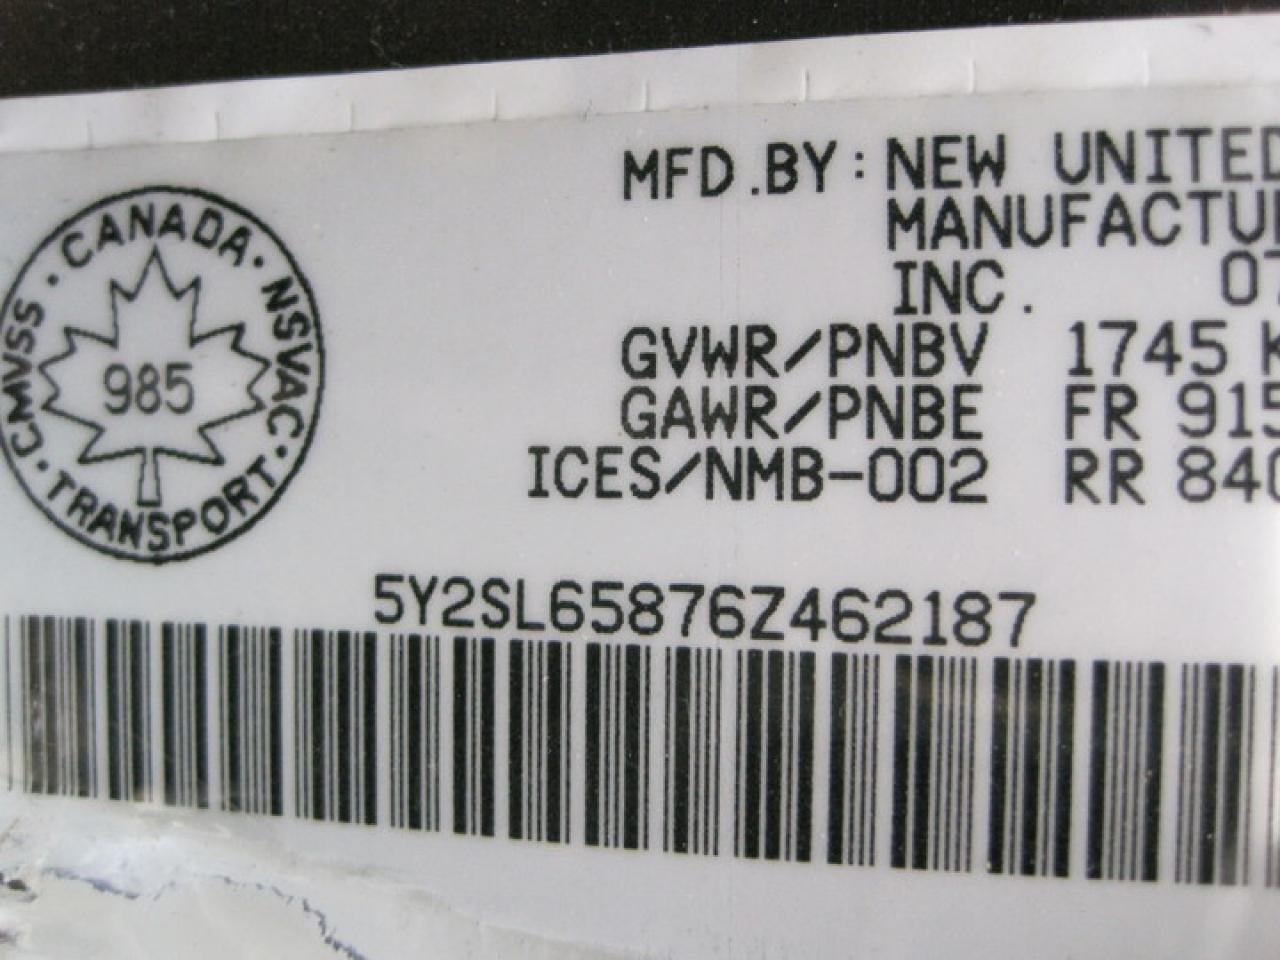 CANADA · NSVAC · TRANSPORT · CMVSS ·
985
MFD.BY: NEW UNITED
MANUFACTU
INC. 07
GVWR/PNBV 1745 K
GAWR/PNBE FR 915
ICES/NMB-002 RR 840
5Y2SL65876Z462187